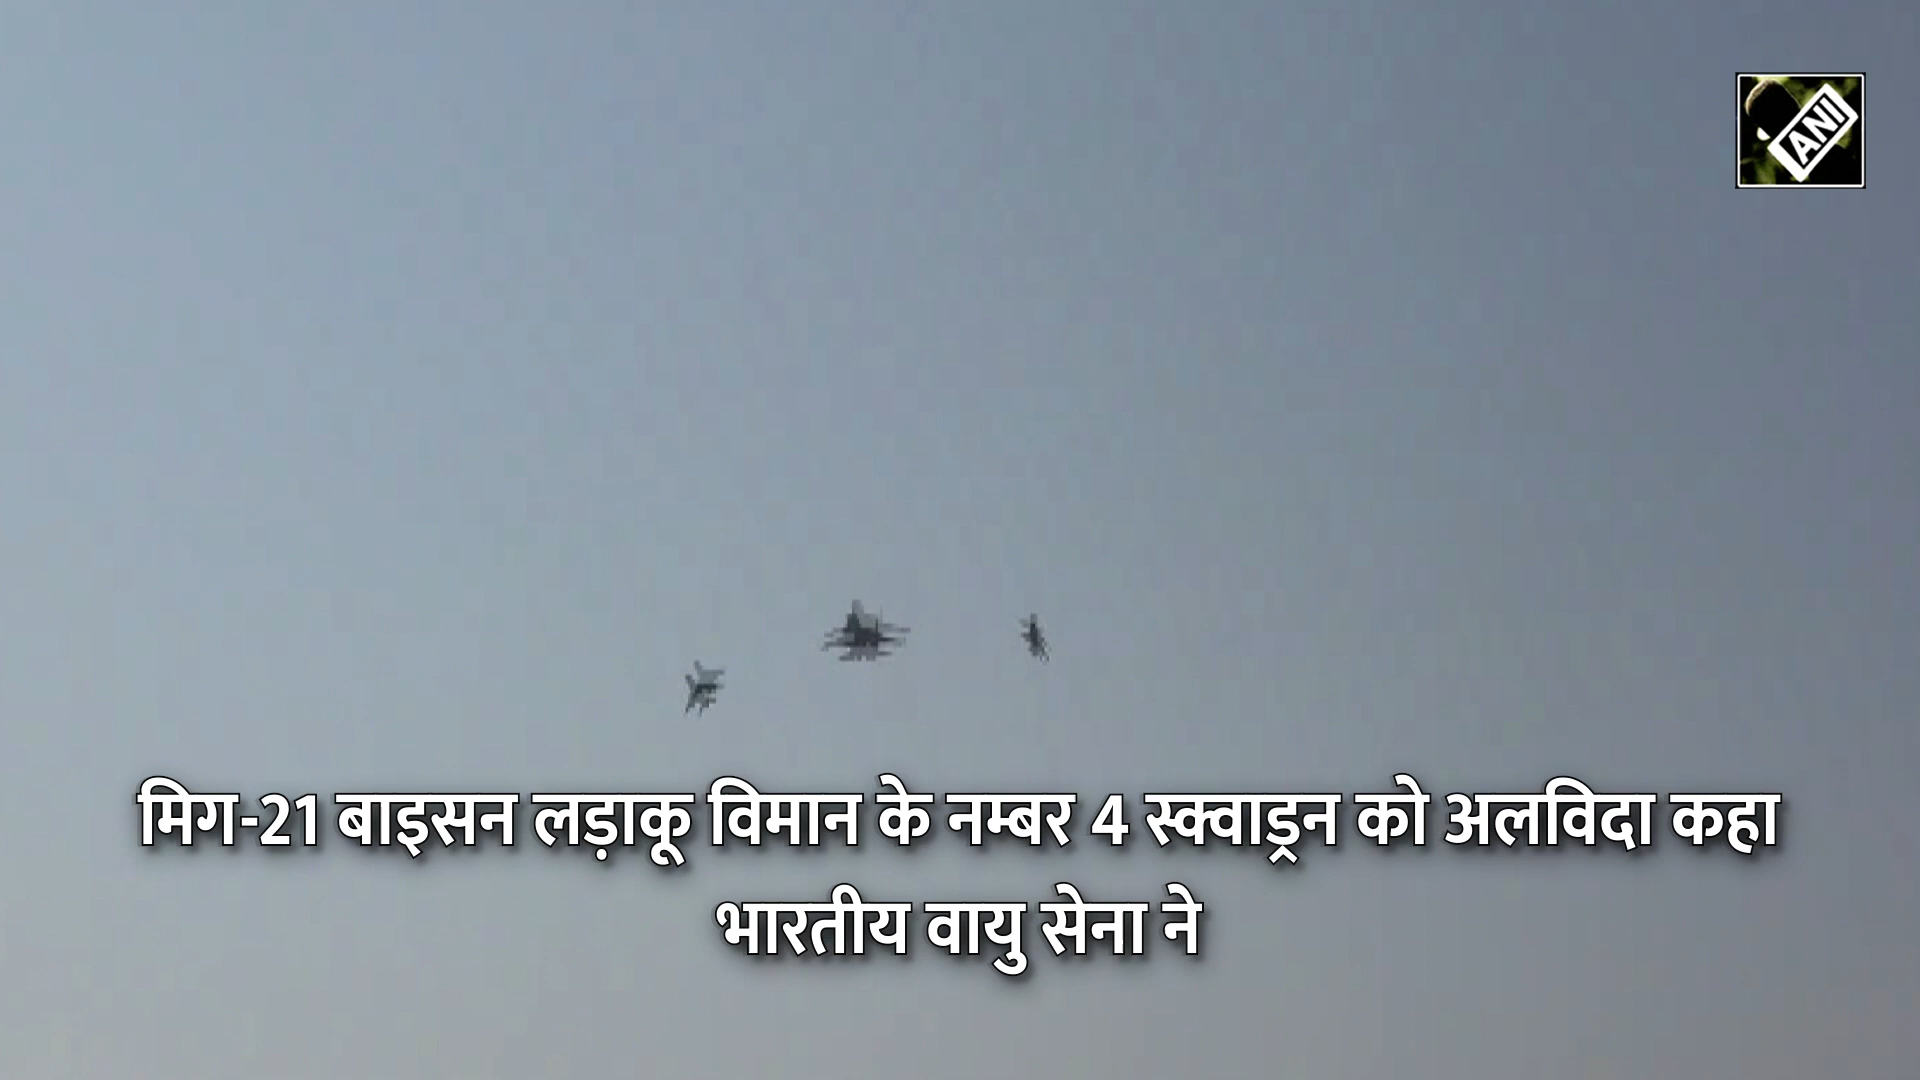 ANI
मिग-21 बाइसन लड़ाकू विमान के नम्बर 4 स्क्वाड्रन को अलविदा कहा
भारतीय वायु सेना ने